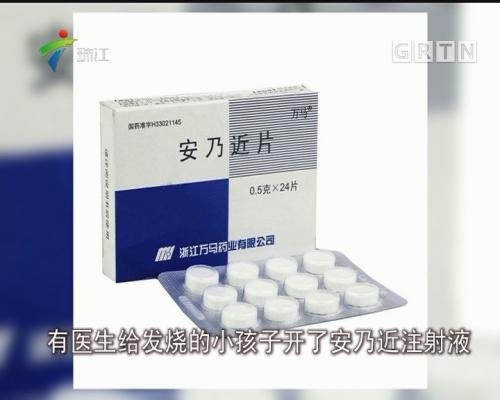 珠江
GRTN
国药准字H33021145
万马®
安乃近片
0.5克×24片
浙江万马药业有限公司
有医生给发烧的小孩子开了安乃近注射液